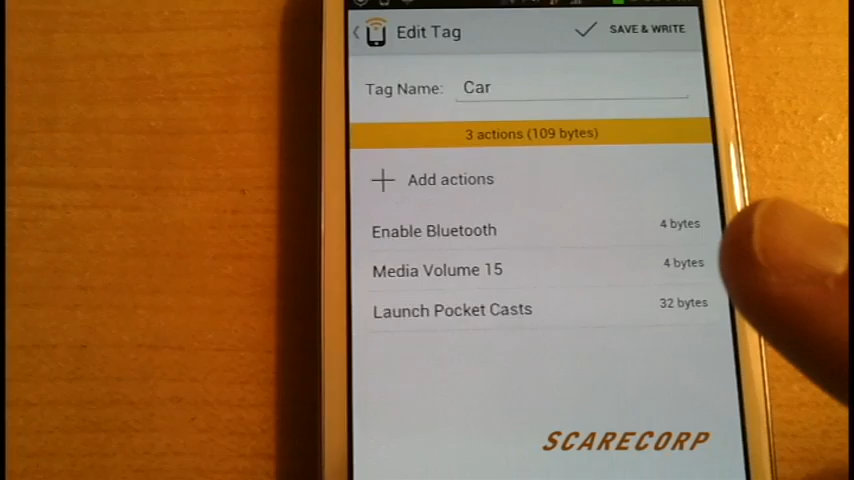 Edit Tag
SAVE & WRITE
Tag Name: Car
3 actions (109 bytes)
Add actions
Enable Bluetooth 4 bytes
Media Volume 15 4 bytes
Launch Pocket Casts 32 bytes
SCARECORP